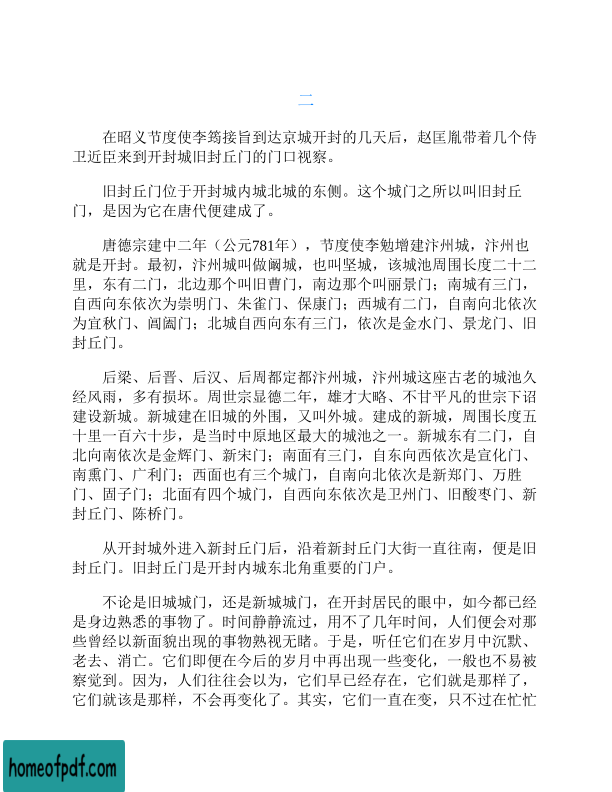 二
在昭义节度使李筠接旨到达京城开封的几天后，赵匡胤带着几个侍
卫近臣来到开封城旧封丘门的门口视察。
旧封丘门位于开封城内城北城的东侧。这个城门之所以叫旧封丘
门，是因为它在唐代便建成了。
唐德宗建中二年（公元781年），节度使李勉增建汴州城，汴州也
就是开封。最初，汴州城叫做阚城，也叫坚城，该城池周围长度二十二
里，东有二门，北边那个叫旧曹门，南边那个叫丽景门；南城有三门，
自西向东依次为崇明门、朱雀门、保康门；西城有二门，自南向北依次
为宜秋门、阊阖门；北城自西向东有三门，依次是金水门、景龙门、旧
封丘门。
后梁、后晋、后汉、后周都定都汴州城，汴州城这座古老的城池久
经风雨，多有损坏。周世宗显德二年，雄才大略、不甘平凡的世宗下诏
建设新城。新城建在旧城的外围，又叫外城。建成的新城，周围长度五
十里一百六十步，是当时中原地区最大的城池之一。新城东有二门，自
北向南依次是金辉门、新宋门；南面有三门，自东向西依次是宣化门、
南熏门、广利门；西面也有三个城门，自南向北依次是新郑门、万胜
门、固子门；北面有四个城门，自西向东依次是卫州门、旧酸枣门、新
封丘门、陈桥门。
从开封城外进入新封丘门后，沿着新封丘门大街一直往南，便是旧
封丘门。旧封丘门是开封内城东北角重要的门户。
不论是旧城城门，还是新城城门，在开封居民的眼中，如今都已经
是身边熟悉的事物了。时间静静流过，用不了几年时间，人们便会对那
些曾经以新面貌出现的事物熟视无睹。于是，听任它们在岁月中沉默、
老去、消亡。它们即便在今后的岁月中再出现一些变化，一般也不易被
察觉到。因为，人们往往会以为，它们早已经存在，它们就是那样了，
它们就该是那样，不会再变化了。其实，它们一直在变，只不过在忙忙
homeofpdf.com